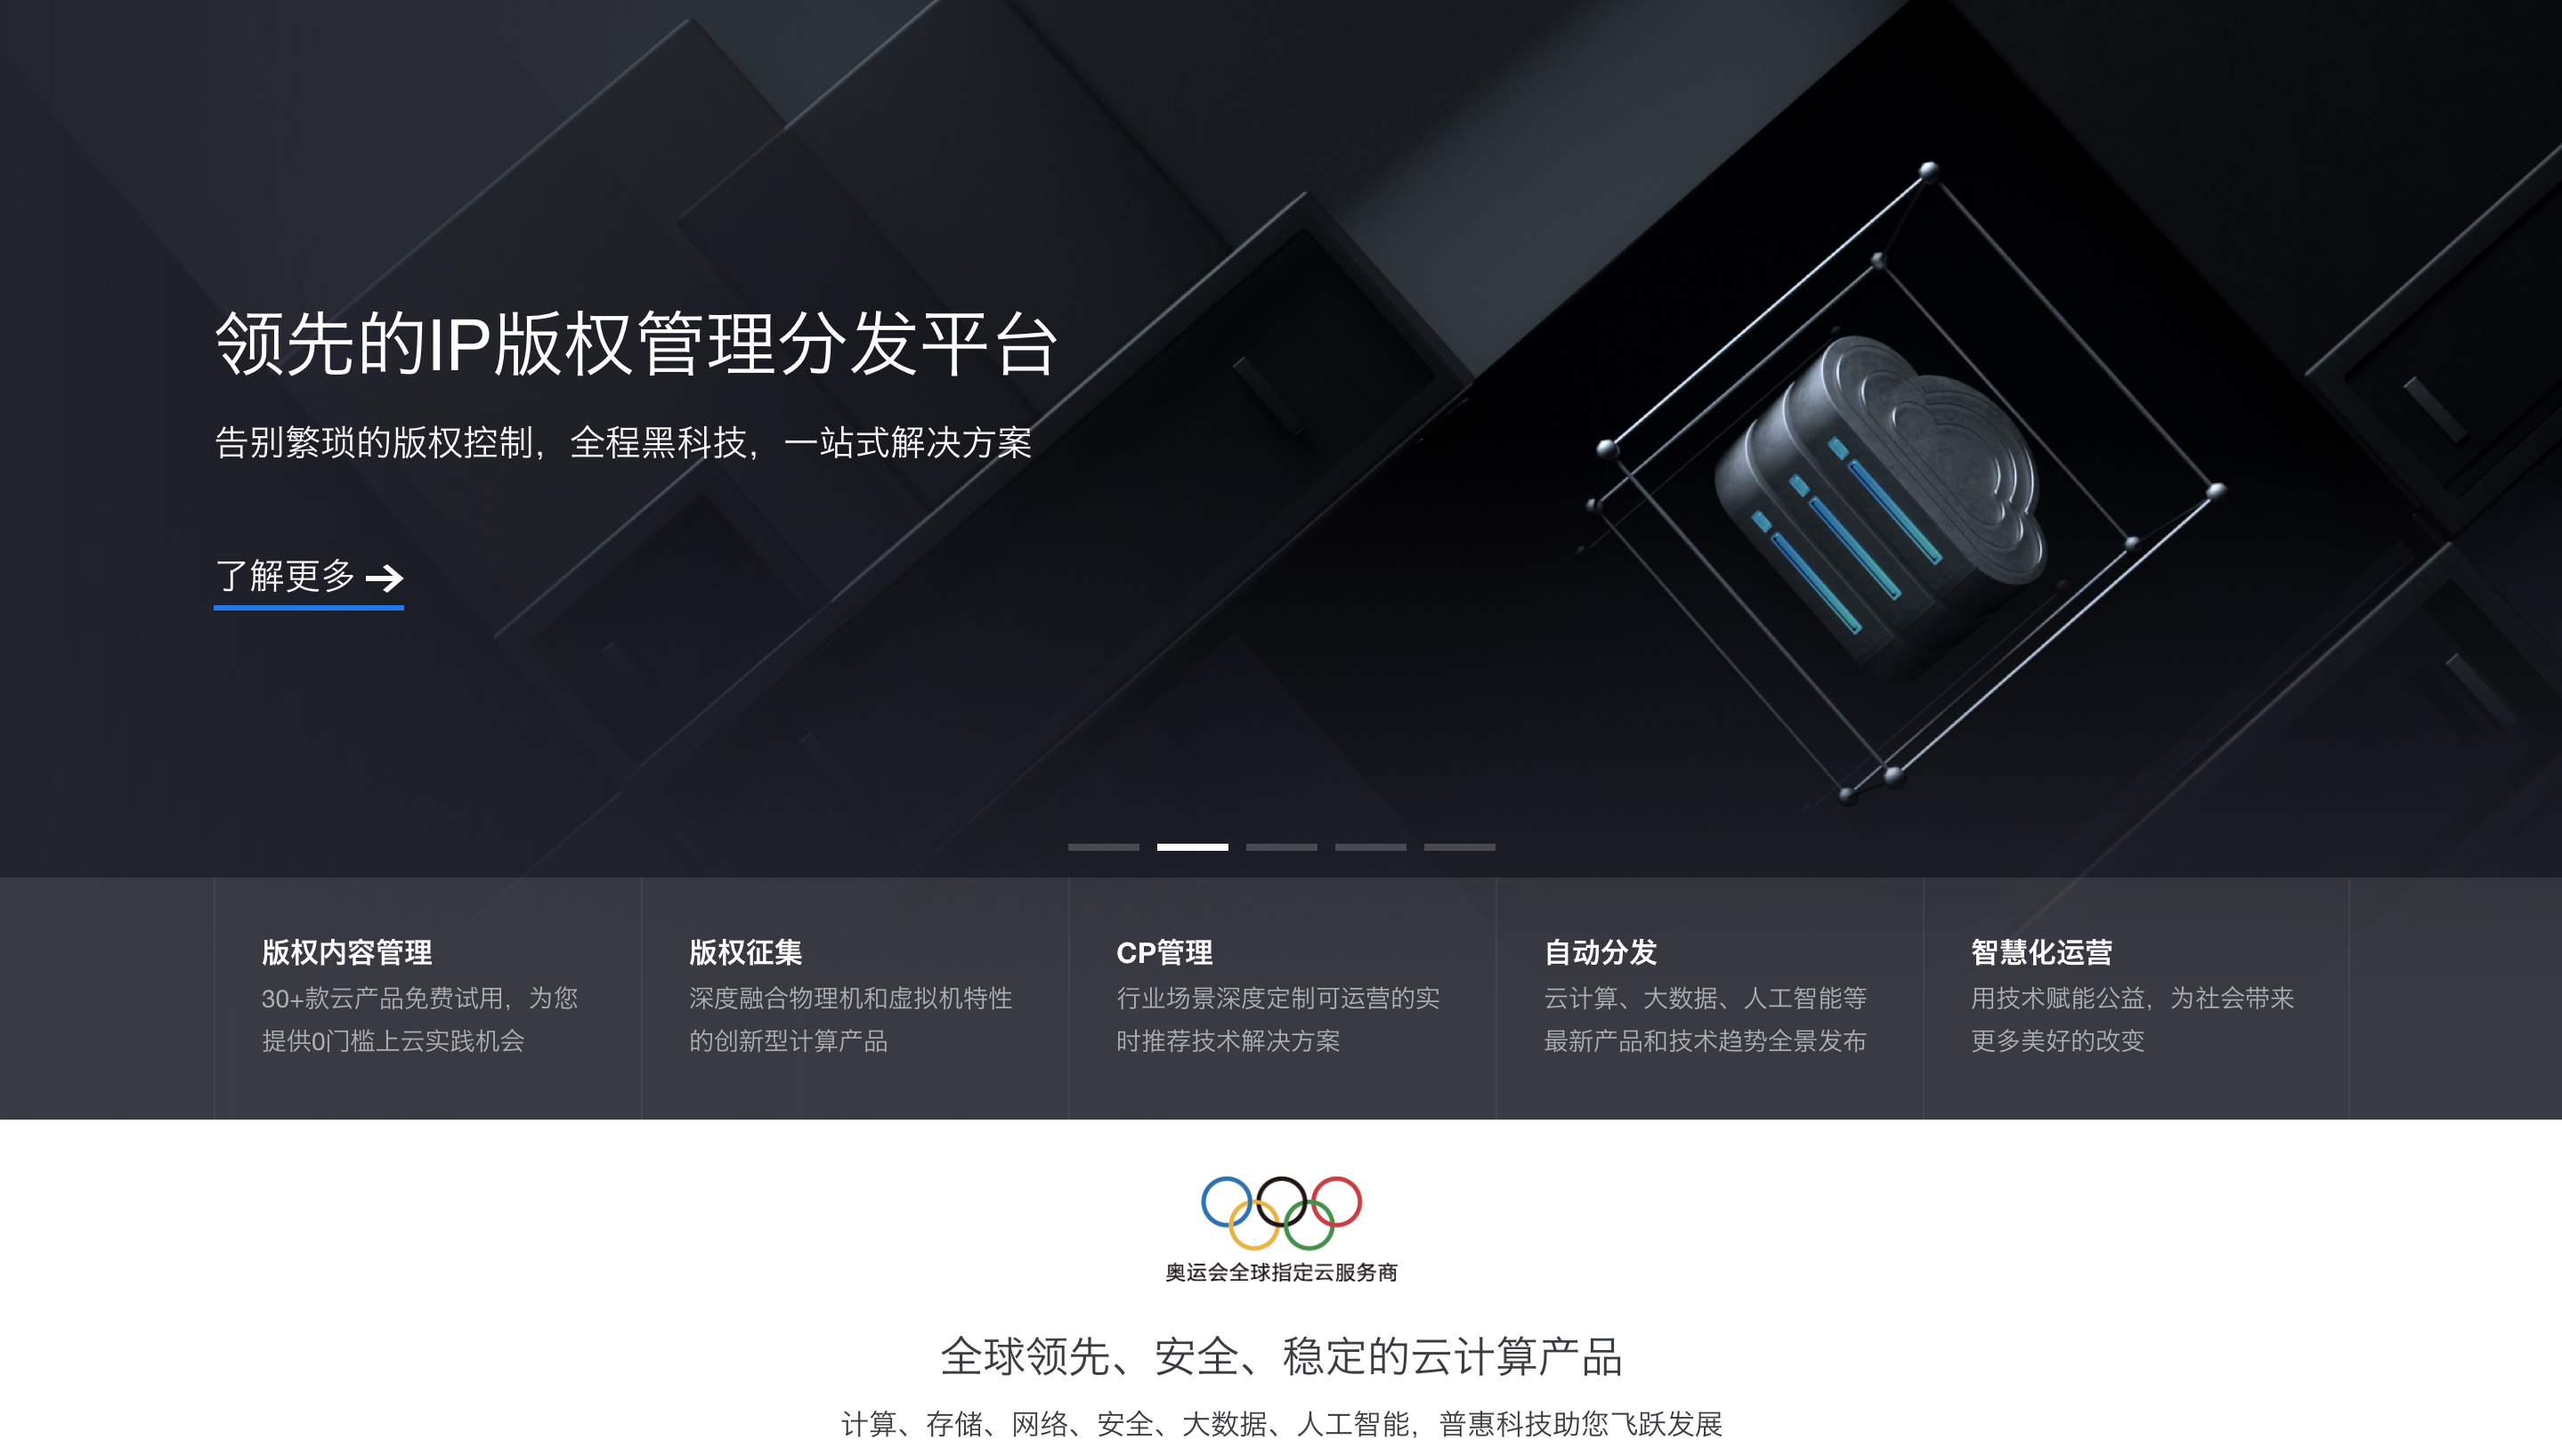 领先的IP版权管理分发平台
告别繁琐的版权控制，全程黑科技，一站式解决方案
了解更多
版权内容管理
30+款云产品免费试用，为您
提供0门槛上云实践机会
版权征集
深度融合物理机和虚拟机特性
的创新型计算产品
CP管理
行业场景深度定制可运营的实
时推荐技术解决方案
自动分发
云计算、大数据、人工智能等
最新产品和技术趋势全景发布
智慧化运营
用技术赋能公益，为社会带来
更多美好的改变
奥运会全球指定云服务商
全球领先、安全、稳定的云计算产品
计算、存储、网络、安全、大数据、人工智能，普惠科技助您飞跃发展